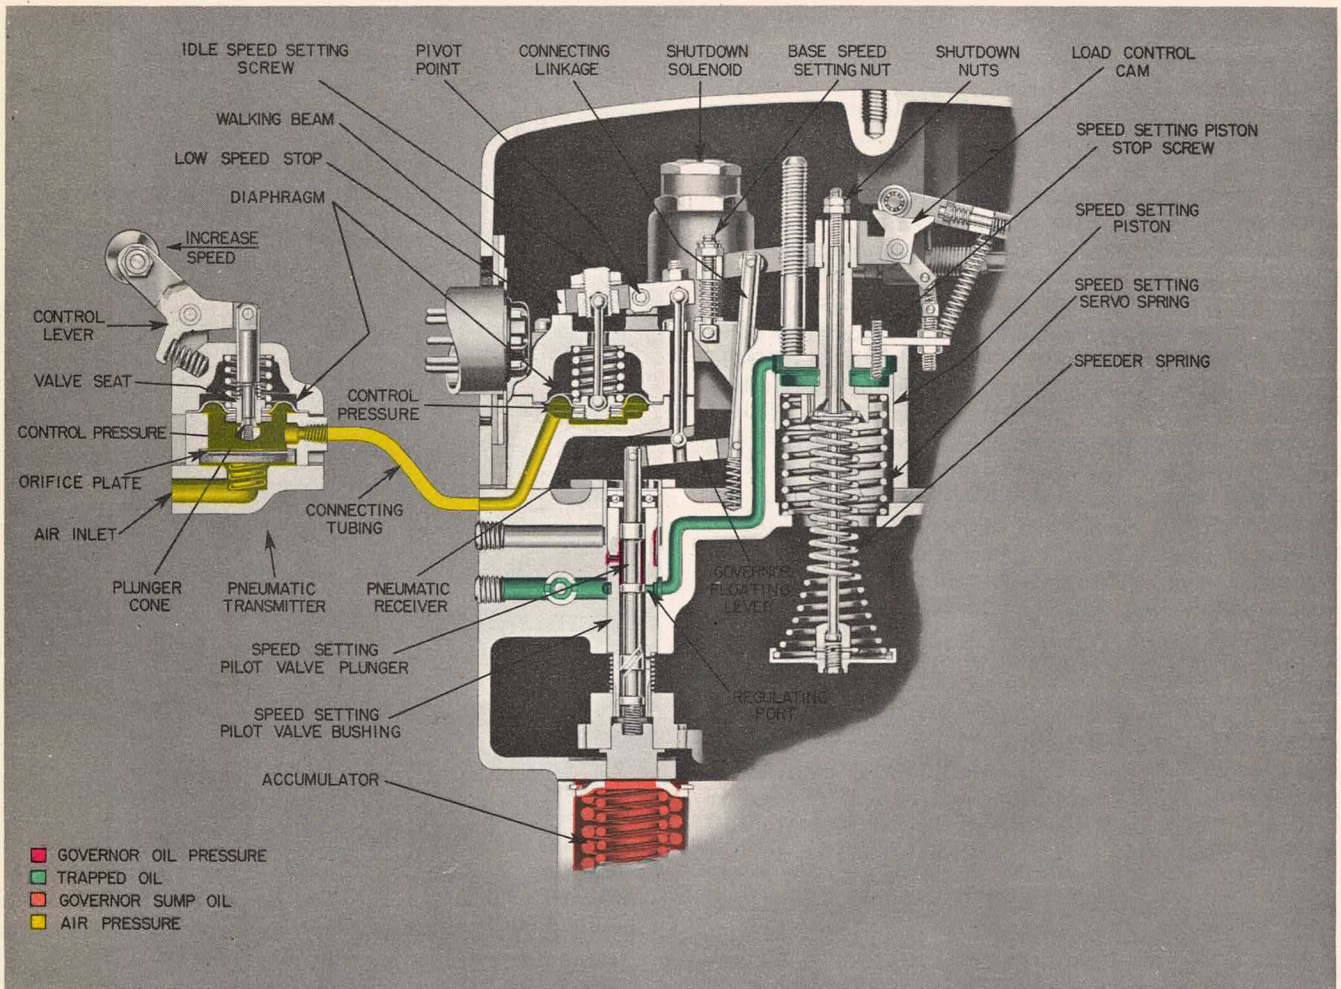 IDLE SPEED SETTING
SCREW
PIVOT
POINT
CONNECTING
LINKAGE
SHUTDOWN
SOLENOID
BASE SPEED
SETTING NUT
SHUTDOWN
NUTS
LOAD CONTROL
CAM
WALKING BEAM
LOW SPEED STOP
DIAPHRAGM
SPEED SETTING PISTON
STOP SCREW
SPEED SETTING
PISTON
SPEED SETTING
SERVO SPRING
SPEEDER SPRING
INCREASE
SPEED
CONTROL
LEVER
VALVE SEAT
CONTROL PRESSURE
ORIFICE PLATE
AIR INLET
PLUNGER
CONE
PNEUMATIC
TRANSMITTER
CONTROL
PRESSURE
CONNECTING
TUBING
PNEUMATIC
RECEIVER
GOVERNOR
FLOATING
LEVER
REGULATING
PORT
SPEED SETTING
PILOT VALVE PLUNGER
SPEED SETTING
PILOT VALVE BUSHING
ACCUMULATOR
GOVERNOR OIL PRESSURE
TRAPPED OIL
GOVERNOR SUMP OIL
AIR PRESSURE